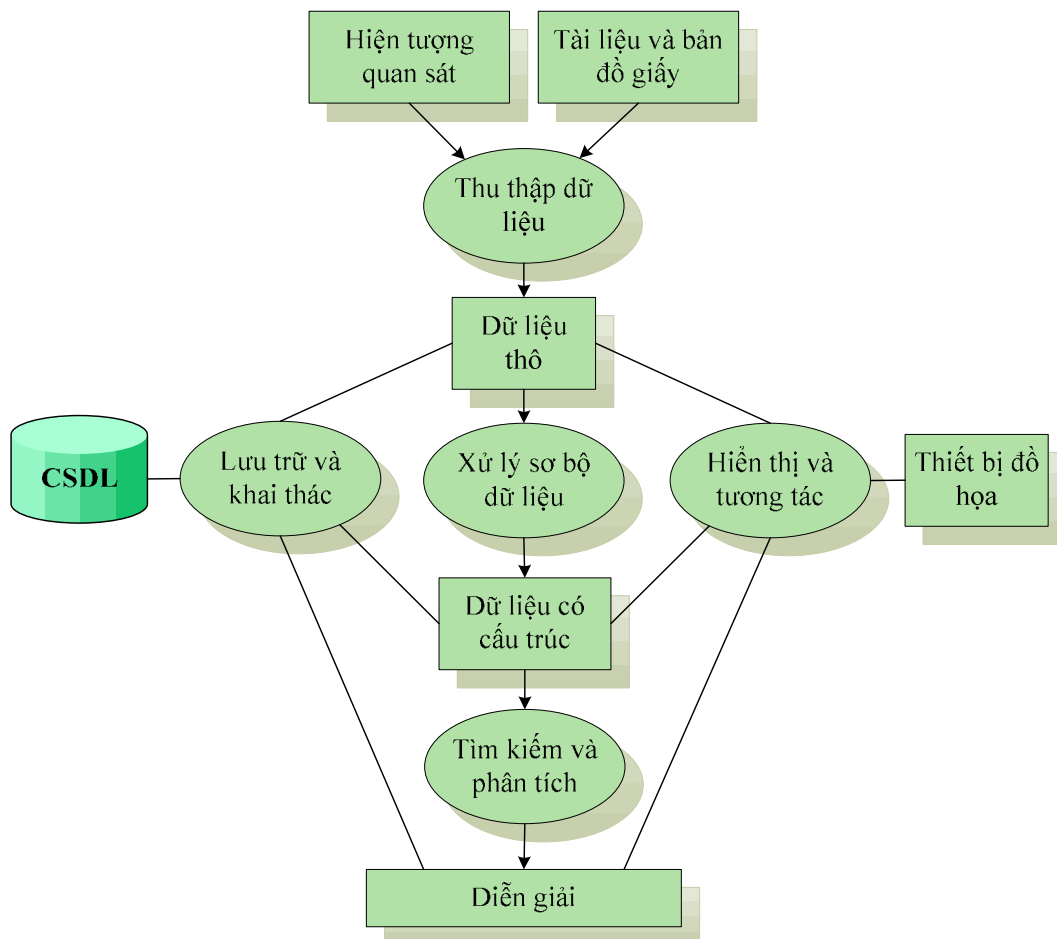 Hiện tượng
quan sát
Tài liệu và bản
đồ giấy
Thu thập dữ
liệu
Dữ liệu
thô
CSDL
Lưu trữ và
khai thác
Xử lý sơ bộ
dữ liệu
Hiển thị và
tương tác
Thiết bị đồ
họa
Dữ liệu có
cấu trúc
Tìm kiếm và
phân tích
Diễn giải